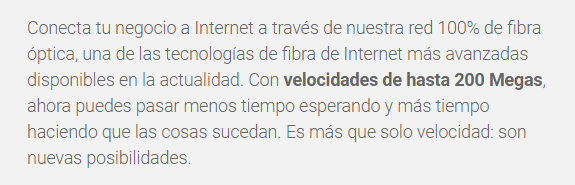 Conecta tu negocio a Internet a través de nuestra red 100% de fibra
óptica, una de las tecnologías de fibra de Internet más avanzadas
disponibles en la actualidad. Con velocidades de hasta 200 Megas,
ahora puedes pasar menos tiempo esperando y más tiempo
haciendo que las cosas sucedan. Es más que solo velocidad: son
nuevas posibilidades.